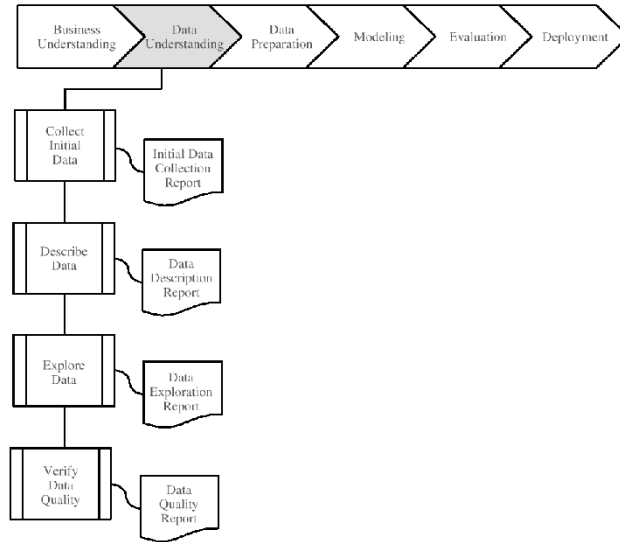 Business
Understanding
Data
Understanding
Data
Preparation
Modeling
Evaluation
Deployment
Collect
Initial
Data
Initial Data
Collection
Report
Describe
Data
Data
Description
Report
Explore
Data
Data
Exploration
Report
Verify
Data
Quality
Data
Quality
Report